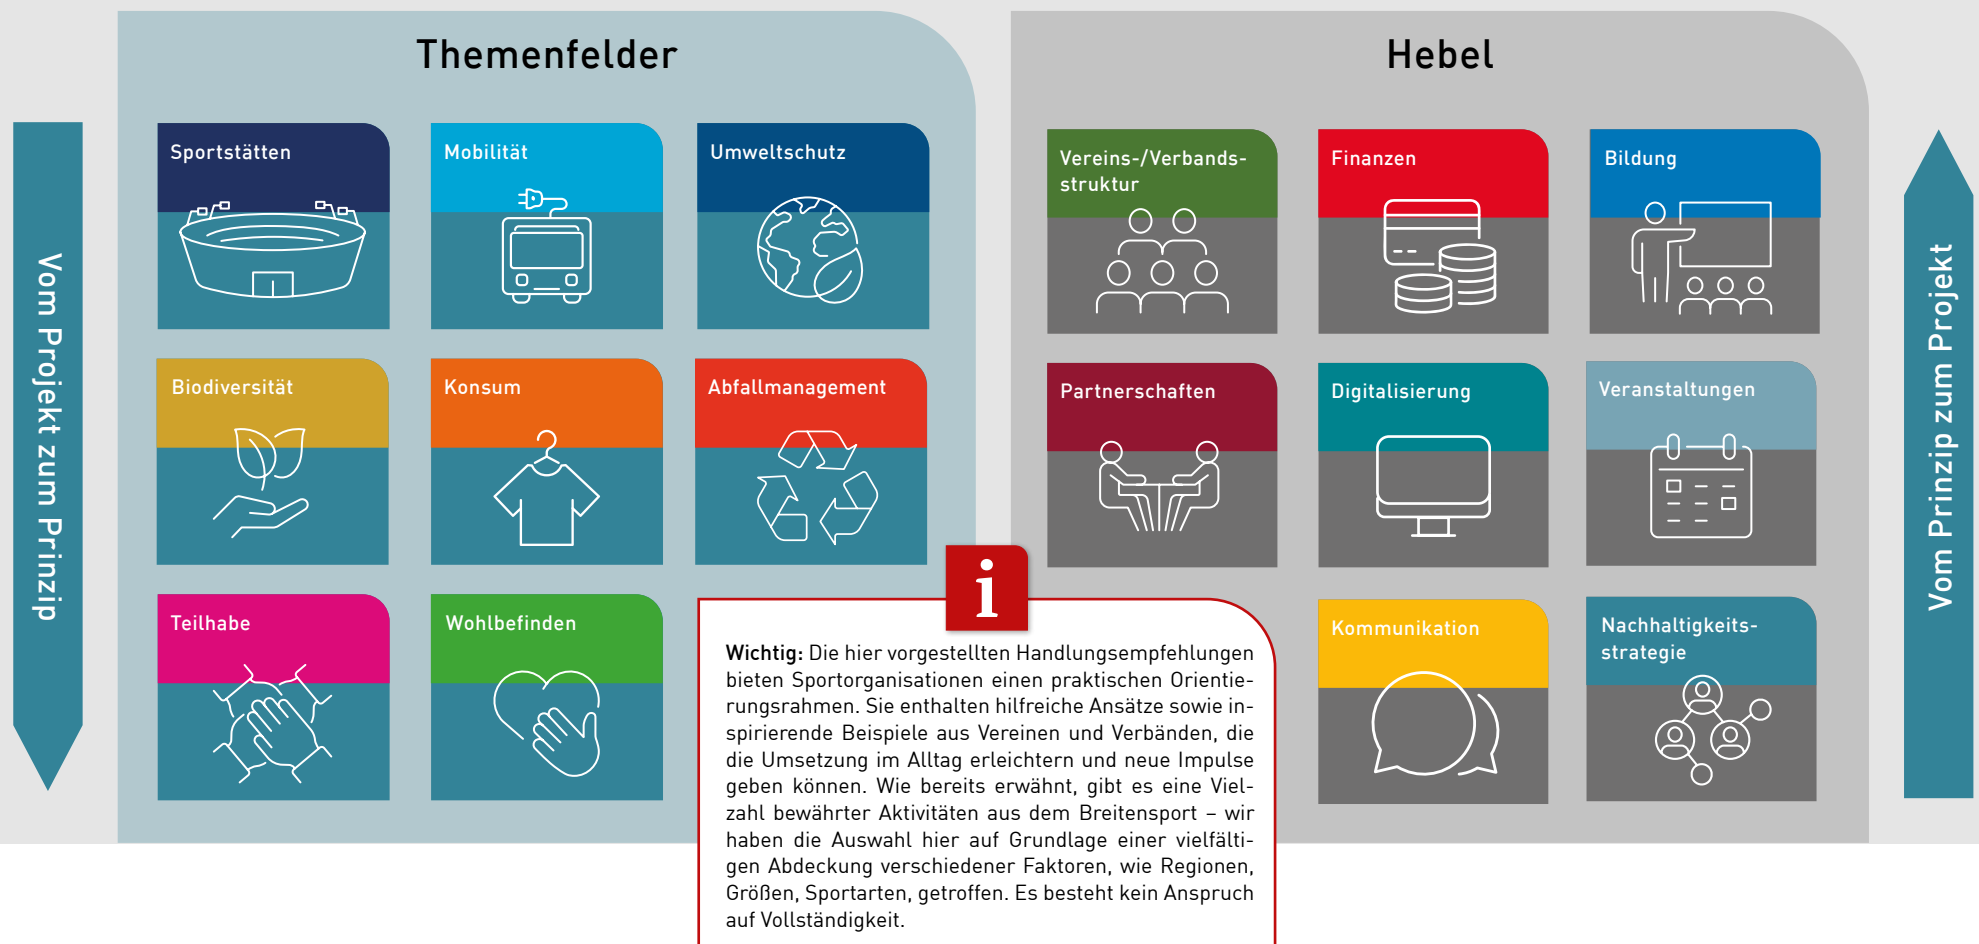 Themenfelder
Sportstätten
Mobilität
Umweltschutz
Biodiversität
Konsum
Abfallmanagement
Teilhabe
Wohlbefinden
Vom Projekt zum Prinzip
Hebel
Vereins-/Verbands-
struktur
Finanzen
Bildung
Partnerschaften
Digitalisierung
Veranstaltungen
Kommunikation
Nachhaltigkeits-
strategie
Vom Prinzip zum Projekt
i
Wichtig: Die hier vorgestellten Handlungsempfehlungen
bieten Sportorganisationen einen praktischen Orientie-
rungsrahmen. Sie enthalten hilfreiche Ansätze sowie in-
spirierende Beispiele aus Vereinen und Verbänden, die
die Umsetzung im Alltag erleichtern und neue Impulse
geben können. Wie bereits erwähnt, gibt es eine Viel-
zahl bewährter Aktivitäten aus dem Breitensport – wir
haben die Auswahl hier auf Grundlage einer vielfälti-
gen Abdeckung verschiedener Faktoren, wie Regionen,
Größen, Sportarten, getroffen. Es besteht kein Anspruch
auf Vollständigkeit.